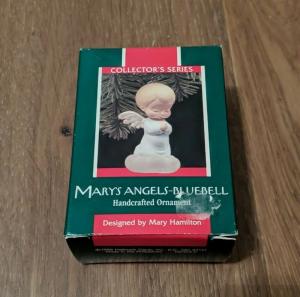 COLLECTOR'S SERIES
MARY'S ANGELS-BLUEBELL
Handcrafted Ornament
Designed by Mary Hamilton